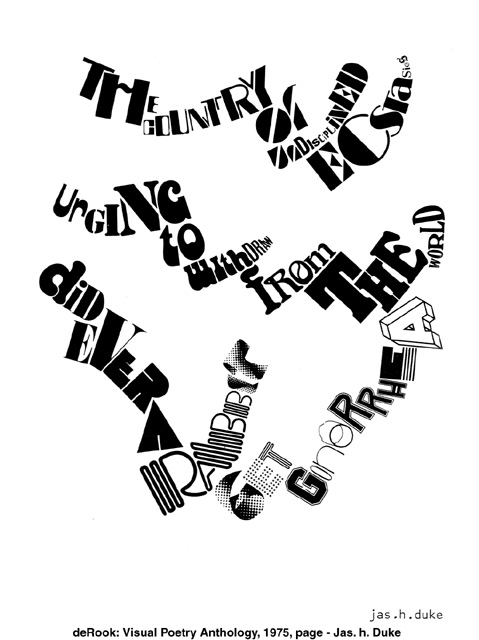 THE COUNTRY OF DISCIPLINED ECStaSieS
UrGING to withDRAW fROm THE WORLD
diD EVER A RABBIT GET GonoRRHEA
jas.h.duke
deRook: Visual Poetry Anthology, 1975, page - Jas. h. Duke